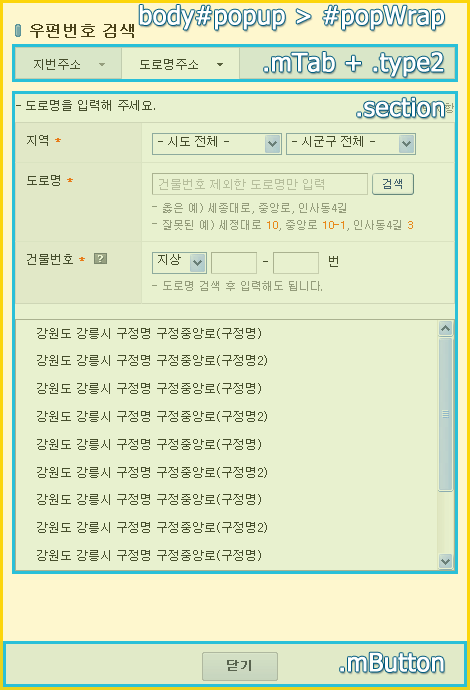 우편번호 검색
body#popup > #popWrap
지번주소
도로명주소
.mTab + .type2
- 도로명을 입력해 주세요.
항
.section
지역 *
- 시도 전체 -
- 시군구 전체 -
도로명 *
건물번호 제외한 도로명만 입력
검색
- 옳은 예) 세종대로, 중앙로, 인사동4길
- 잘못된 예) 세정대로 10, 중앙로 10-1, 인사동4길 3
건물번호 * ?
지상
-
번
- 도로명 검색 후 입력해도 됩니다.
강원도 강릉시 구정명 구정중앙로(구정명)
강원도 강릉시 구정명 구정중앙로(구정명2)
강원도 강릉시 구정명 구정중앙로(구정명)
강원도 강릉시 구정명 구정중앙로(구정명2)
강원도 강릉시 구정명 구정중앙로(구정명)
강원도 강릉시 구정명 구정중앙로(구정명2)
강원도 강릉시 구정명 구정중앙로(구정명)
강원도 강릉시 구정명 구정중앙로(구정명2)
강원도 강릉시 구정명 구정중앙로(구정명)
닫기
.mButton